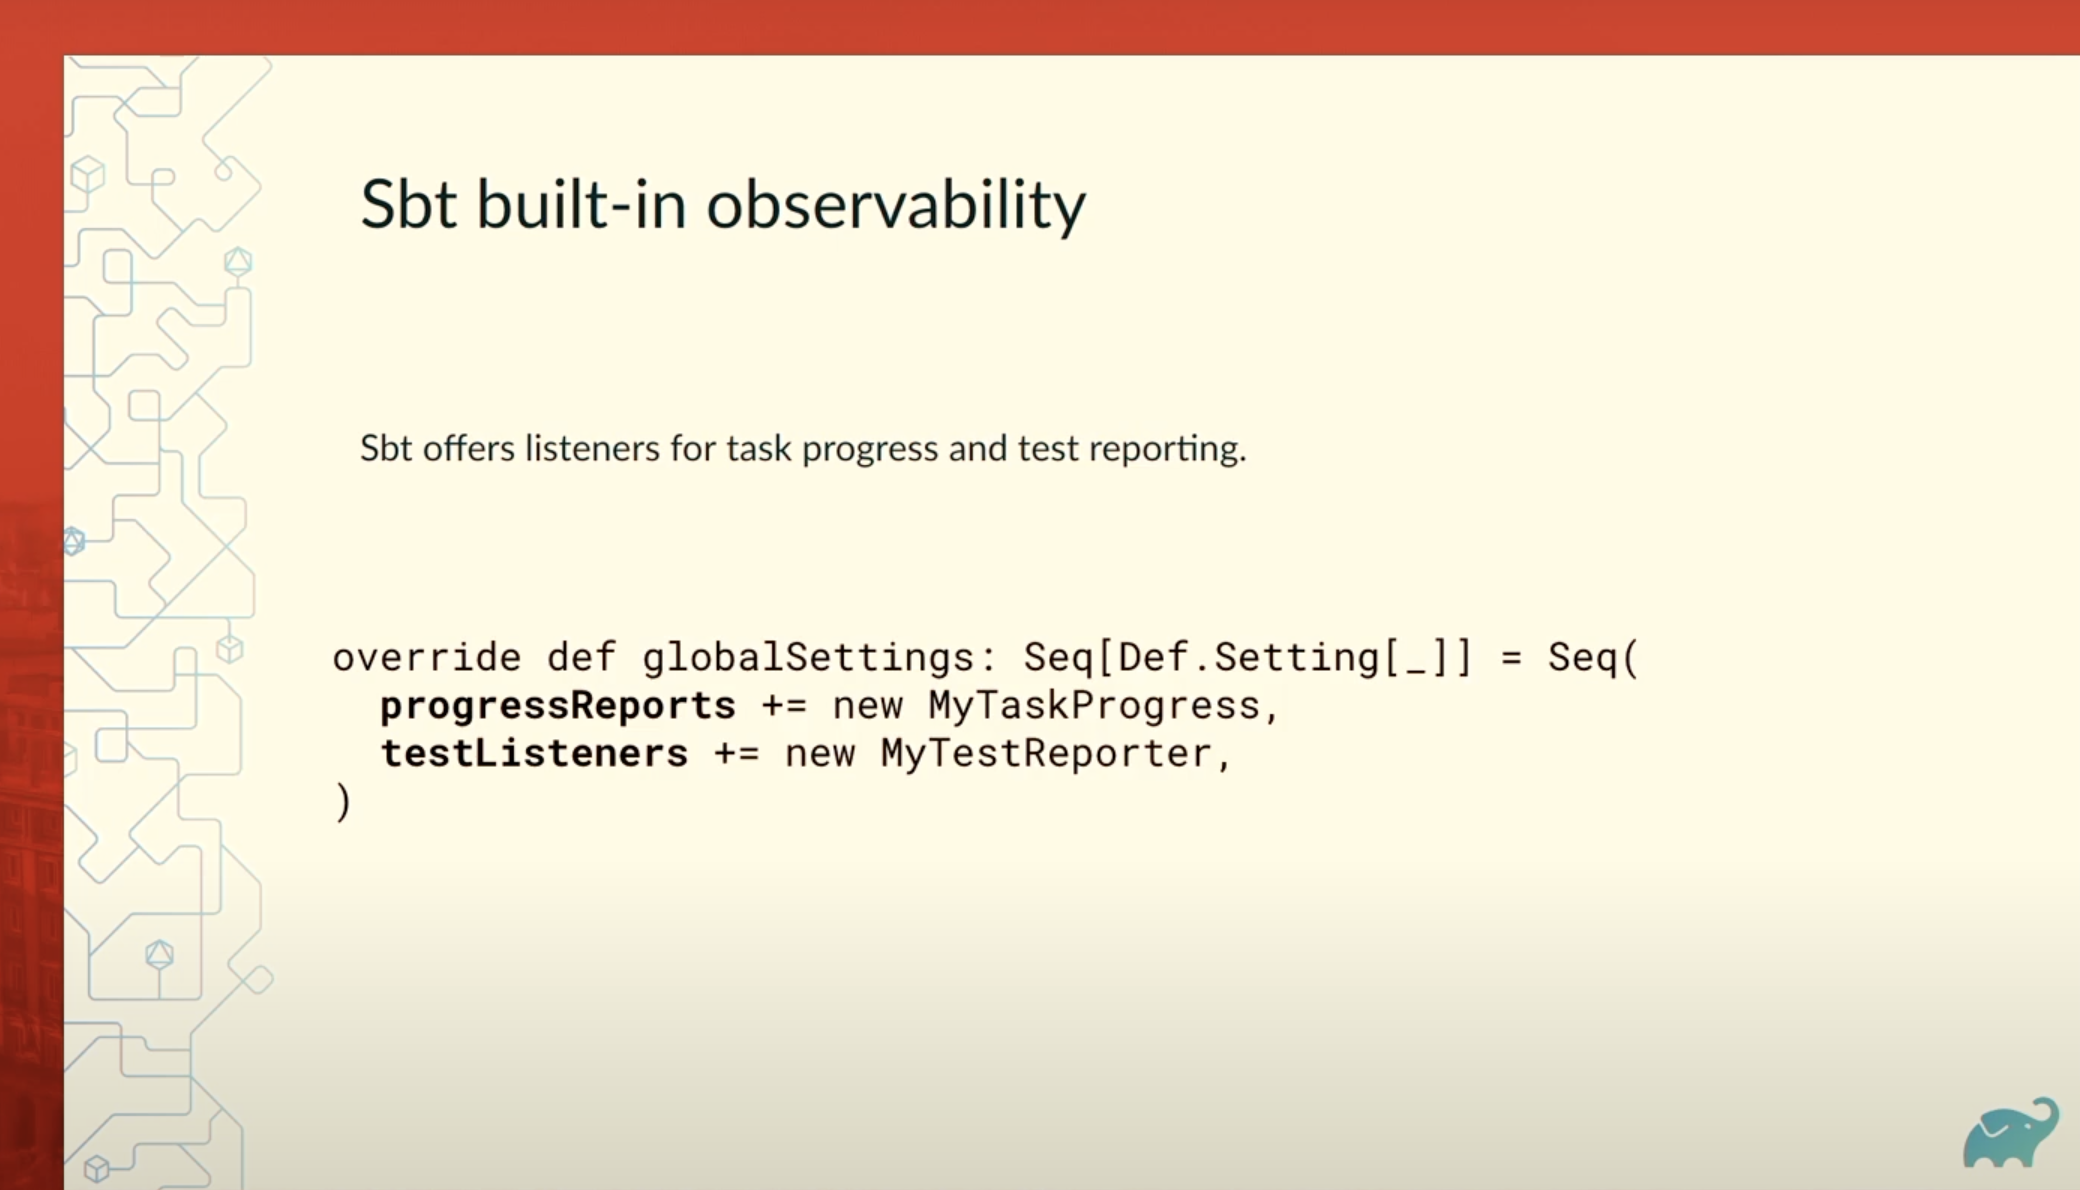 Sbt built-in observability
Sbt offers listeners for task progress and test reporting.
override def globalSettings: Seq[Def.Setting[_]] = Seq(
  progressReports += new MyTaskProgress,
  testListeners += new MyTestReporter,
)